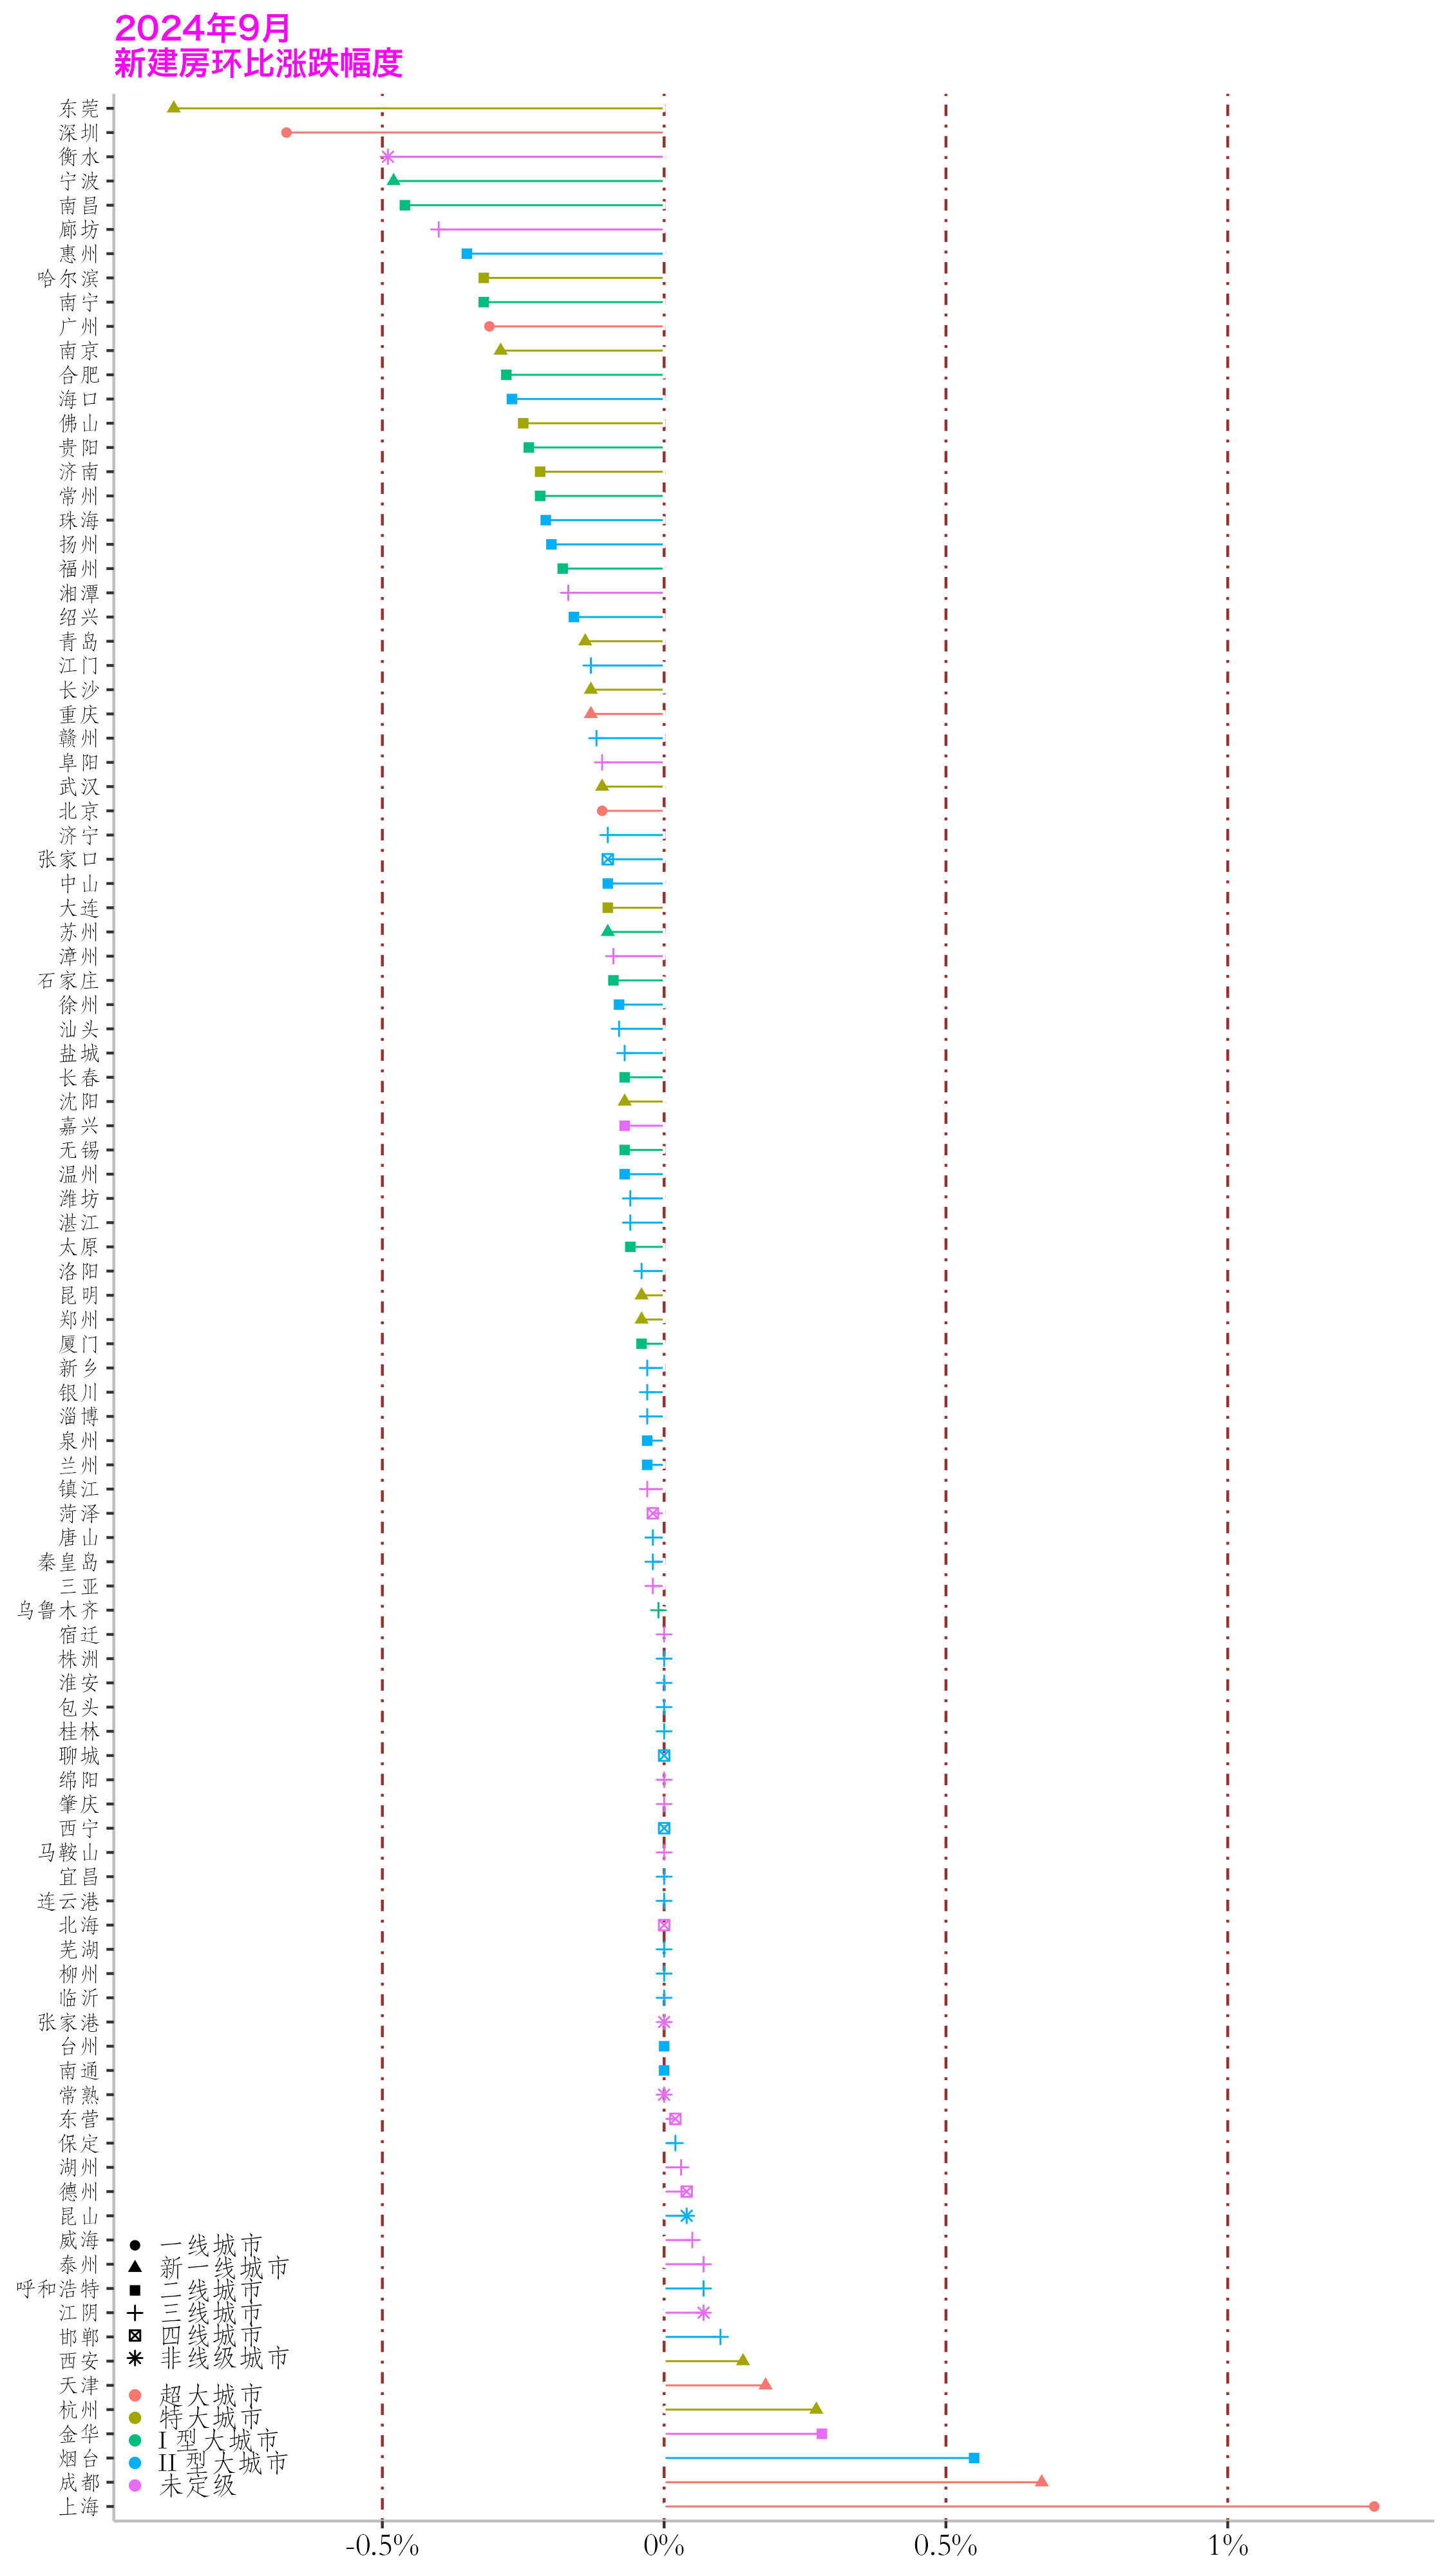 2024年9月
新建房环比涨跌幅度
东莞
深圳
衡水
宁波
南昌
廊坊
惠州
哈尔滨
南宁
广州
南京
合肥
海口
佛山
贵阳
济南
常州
珠海
扬州
福州
湘潭
绍兴
青岛
江门
长沙
重庆
赣州
阜阳
武汉
北京
济宁
张家口
中山
大连
苏州
漳州
石家庄
徐州
汕头
盐城
长春
沈阳
嘉兴
无锡
温州
潍坊
湛江
太原
洛阳
昆明
郑州
厦门
新乡
银川
淄博
泉州
兰州
镇江
菏泽
唐山
秦皇岛
三亚
乌鲁木齐
宿迁
株洲
淮安
包头
桂林
聊城
绵阳
肇庆
西宁
马鞍山
宜昌
连云港
北海
芜湖
柳州
临沂
张家港
台州
南通
常熟
东营
保定
湖州
德州
昆山
威海
泰州
呼和浩特
江阴
邯郸
西安
天津
杭州
金华
烟台
成都
上海
一线城市
新一线城市
二线城市
三线城市
四线城市
非线级城市
超大城市
特大城市
I 型大城市
II 型大城市
未定级
-0.5% 0% 0.5% 1%